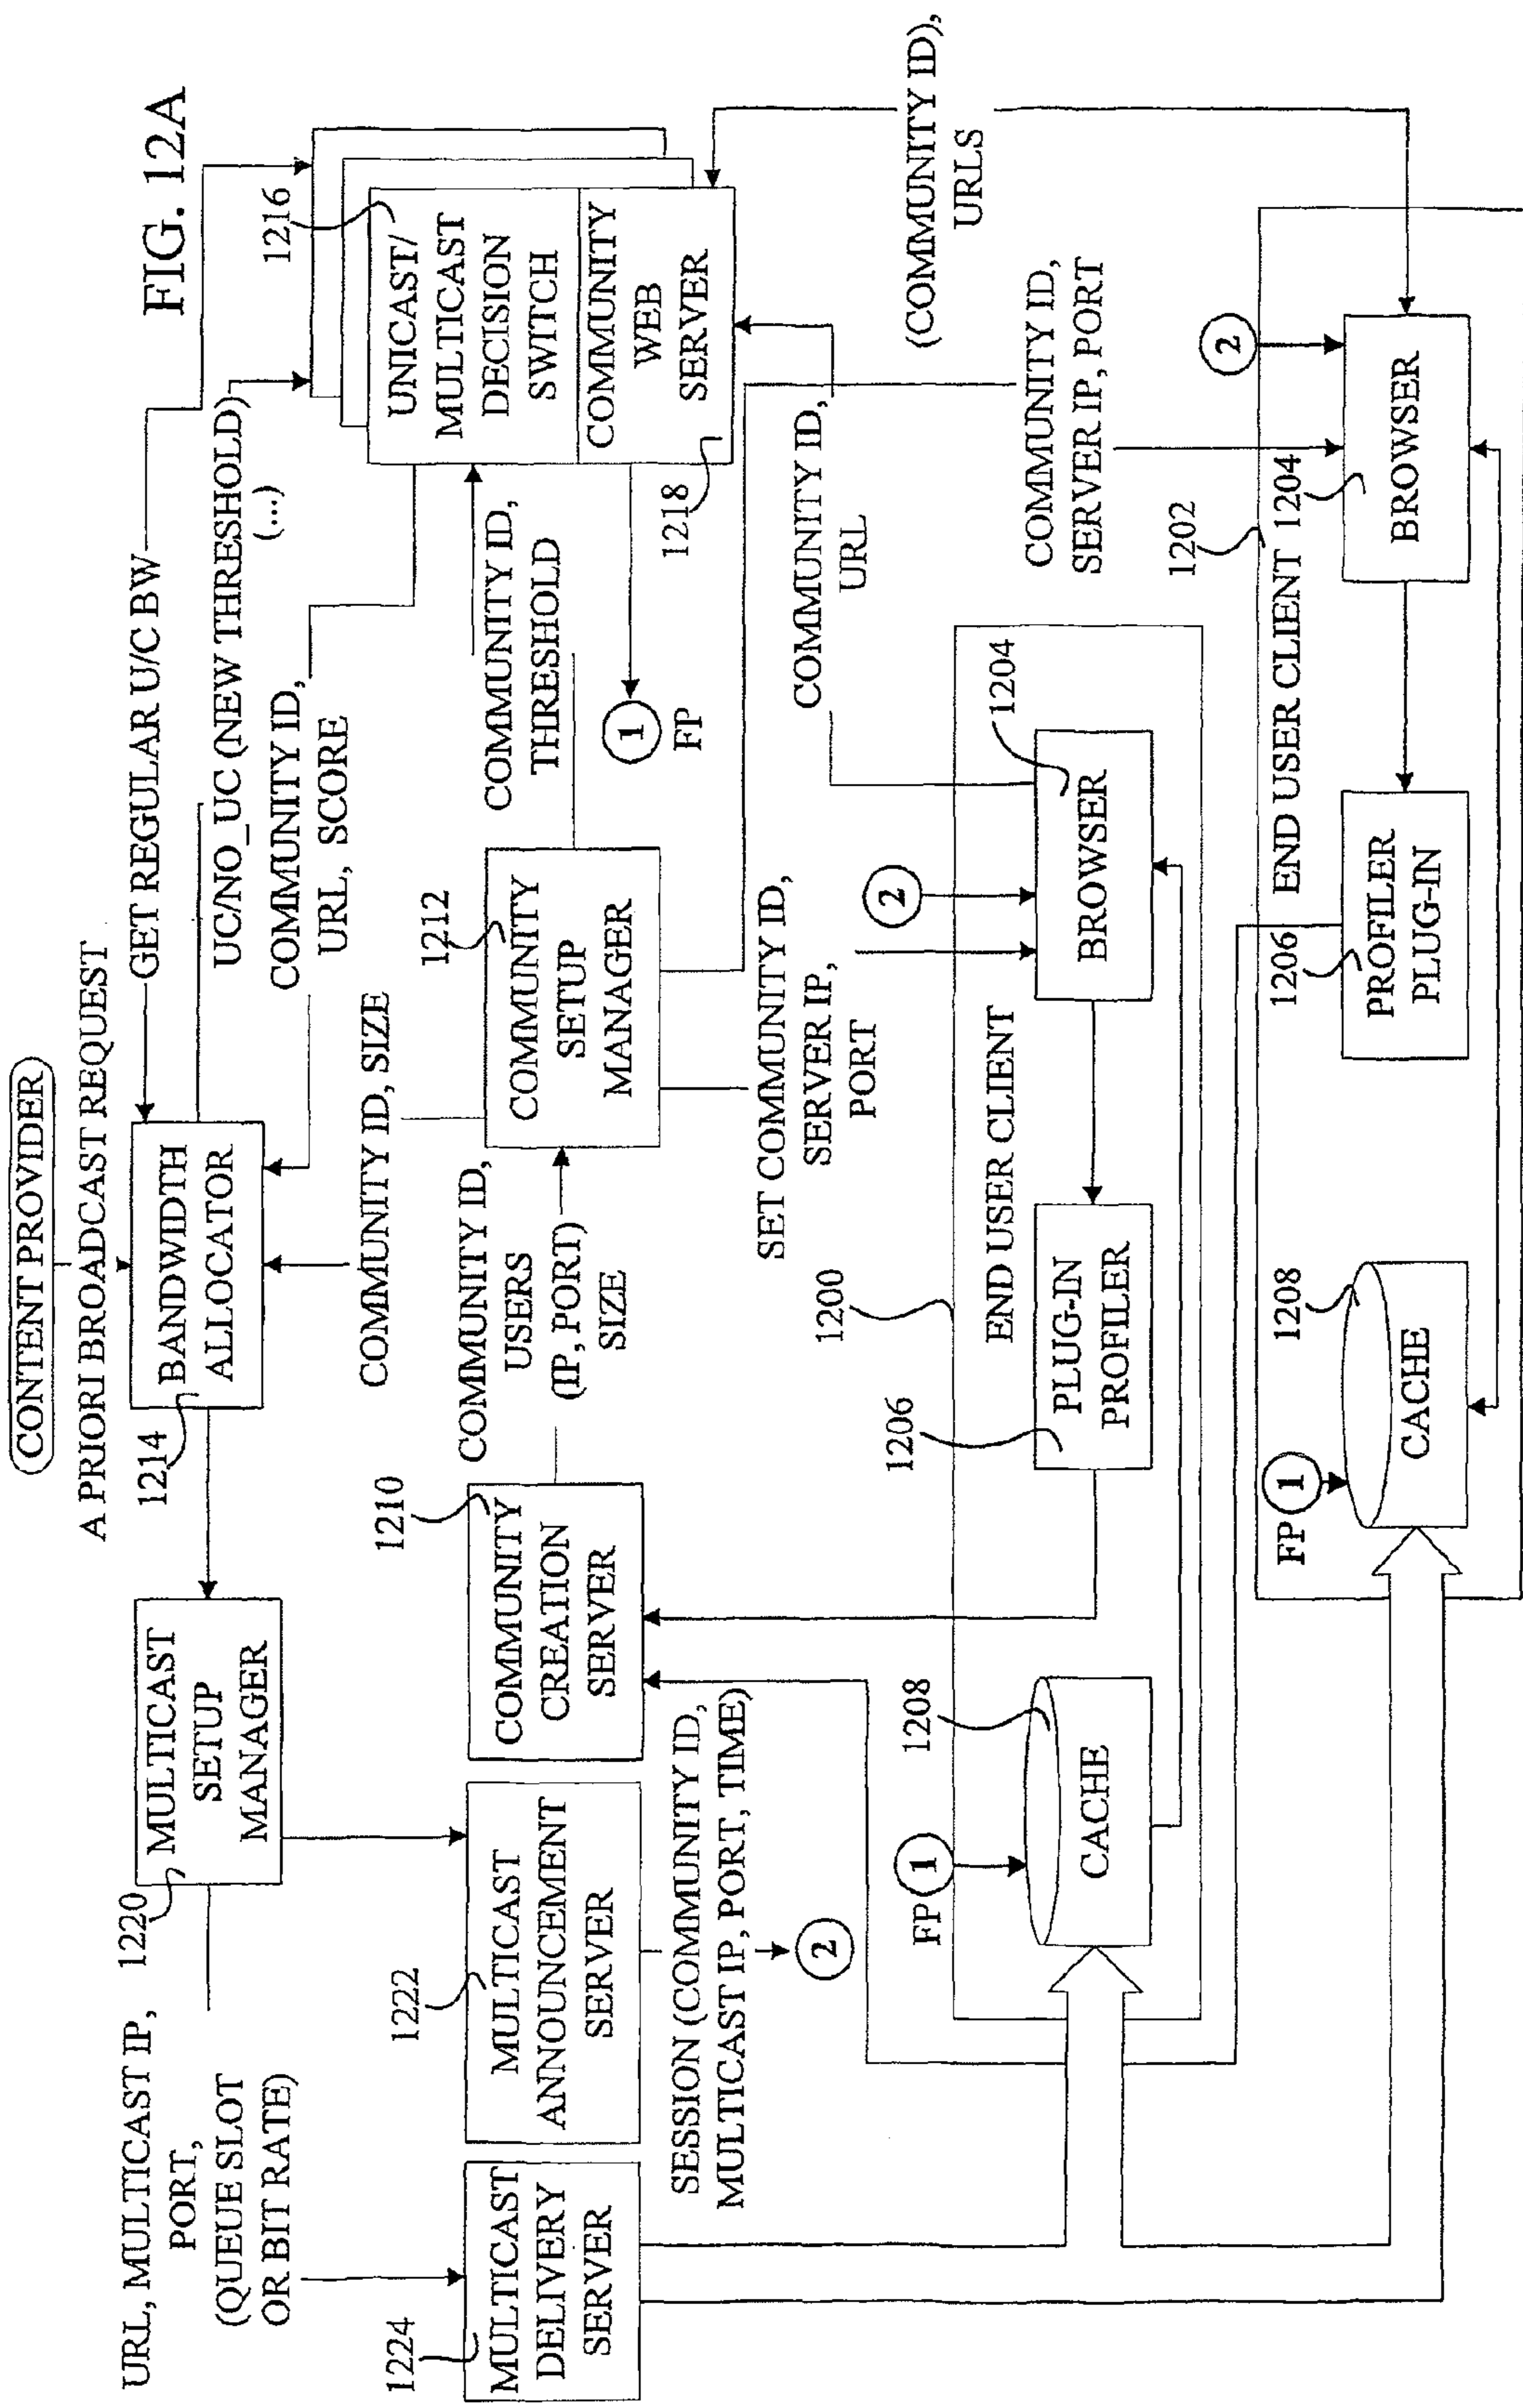 FIG. 12A
CONTENT PROVIDER
A PRIORI BROADCAST REQUEST
GET REGULAR U/C BW
UC/NO_UC (NEW THRESHOLD)
(...)
COMMUNITY ID,
URL, SCORE
1214
BANDWIDTH
ALLOCATOR
1220
MULTICAST
SETUP
MANAGER
URL, MULTICAST IP,
PORT,
(QUEUE SLOT
OR BIT RATE)
COMMUNITY ID, SIZE
1216
UNICAST/
MULTICAST
DECISION
SWITCH
COMMUNITY
WEB
SERVER
1218
COMMUNITY ID,
THRESHOLD
1
FP
1212
COMMUNITY
SETUP
MANAGER
COMMUNITY ID,
USERS
(IP, PORT)
SIZE
1210
COMMUNITY
CREATION
SERVER
1222
MULTICAST
ANNOUNCEMENT
SERVER
1224
MULTICAST
DELIVERY
SERVER
SESSION (COMMUNITY ID,
MULTICAST IP, PORT, TIME)
2
SET COMMUNITY ID,
SERVER IP,
PORT
COMMUNITY ID,
URL
(COMMUNITY ID),
URLS
COMMUNITY ID,
SERVER IP, PORT
1200
END USER CLIENT
2
1204
BROWSER
1206
PLUG-IN
PROFILER
1208
FP 1
CACHE
1202
END USER CLIENT
2
1204
BROWSER
1206
PROFILER
PLUG-IN
1208
FP 1
CACHE